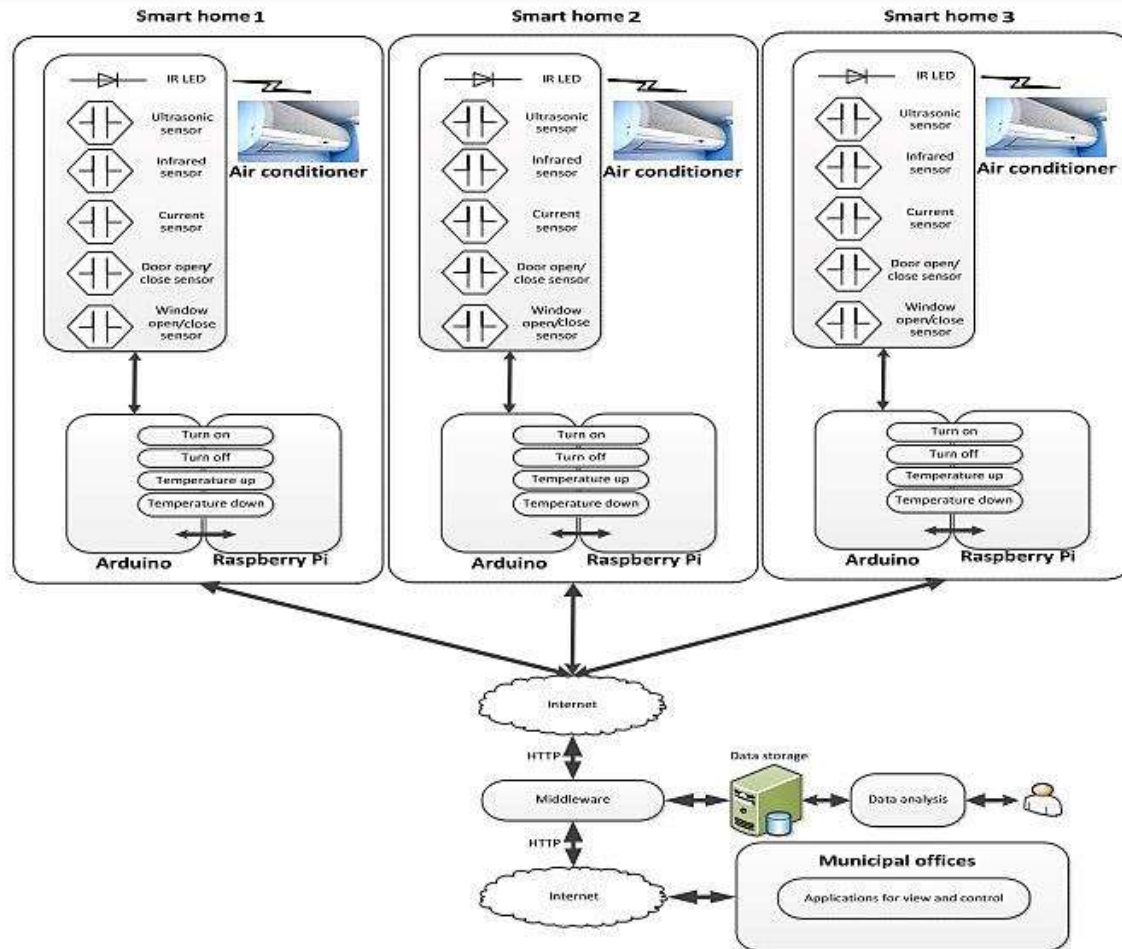 Smart home 1
IR LED
Ultrasonic
sensor
Infrared
sensor
Air conditioner
Current
sensor
Door open/
close sensor
Window
open/close
sensor
Turn on
Turn off
Temperature up
Temperature down
Arduino
Raspberry Pi
Smart home 2
IR LED
Ultrasonic
sensor
Infrared
sensor
Air conditioner
Current
sensor
Door open/
close sensor
Window
open/close
sensor
Turn on
Turn off
Temperature up
Temperature down
Arduino
Raspberry Pi
Smart home 3
IR LED
Ultrasonic
sensor
Infrared
sensor
Air conditioner
Current
sensor
Door open/
close sensor
Window
open/close
sensor
Turn on
Turn off
Temperature up
Temperature down
Arduino
Raspberry Pi
Internet
HTTP
Middleware
Data storage
Data analysis
HTTP
Internet
Municipal offices
Applications for view and control